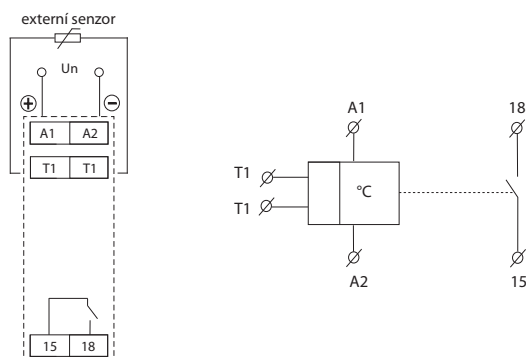 externí senzor
Un
+ −
A1 A2
T1 T1
15 18
A1
18
T1
°C
T1
A2
15